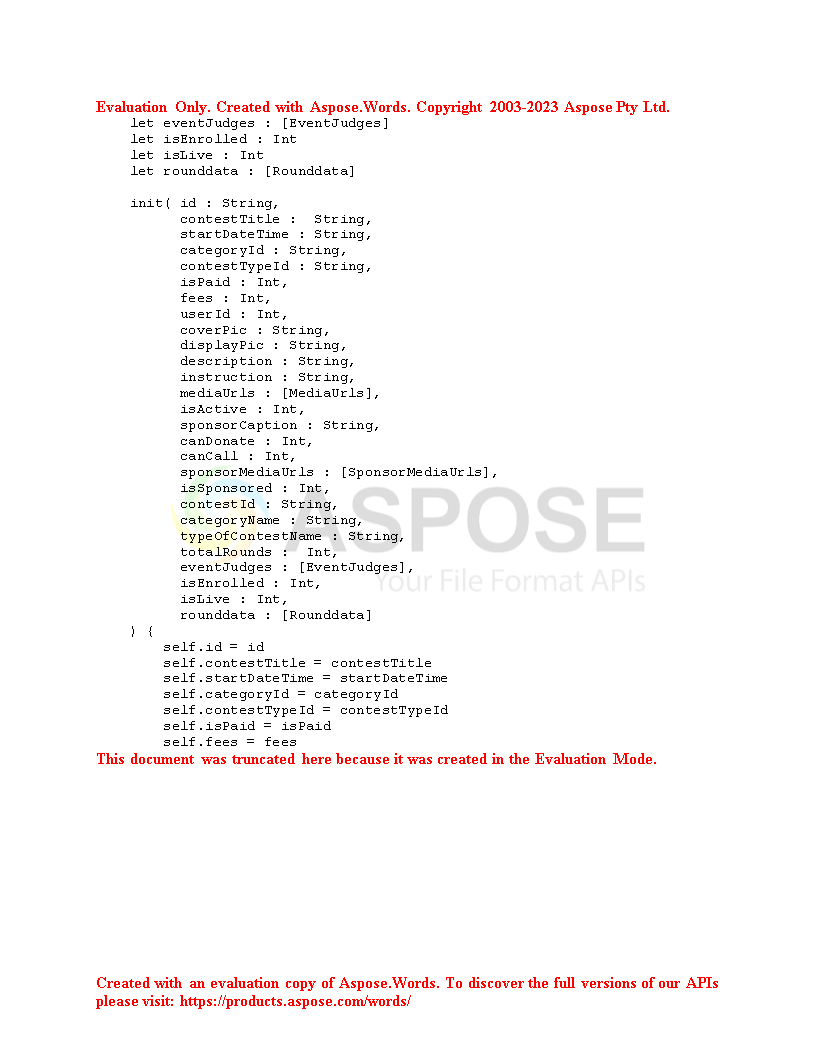 Evaluation Only. Created with Aspose.Words. Copyright 2003-2023 Aspose Pty Ltd.
    let eventJudges : [EventJudges]
    let isEnrolled : Int
    let isLive : Int
    let rounddata : [Rounddata]

    init( id : String,
          contestTitle :  String,
          startDateTime : String,
          categoryId : String,
          contestTypeId : String,
          isPaid : Int,
          fees : Int,
          userId : Int,
          coverPic : String,
          displayPic : String,
          description : String,
          instruction : String,
          mediaUrls : [MediaUrls],
          isActive : Int,
          sponsorCaption : String,
          canDonate : Int,
          canCall : Int,
          sponsorMediaUrls : [SponsorMediaUrls],
          isSponsored : Int,
          contestId : String,
          categoryName : String,
          typeOfContestName : String,
          totalRounds :  Int,
          eventJudges : [EventJudges],
          isEnrolled : Int,
          isLive : Int,
          rounddata : [Rounddata]
    ) {
        self.id = id
        self.contestTitle = contestTitle
        self.startDateTime = startDateTime
        self.categoryId = categoryId
        self.contestTypeId = contestTypeId
        self.isPaid = isPaid
        self.fees = fees
This document was truncated here because it was created in the Evaluation Mode.
ASPOSE
Your File Format APIs
Created with an evaluation copy of Aspose.Words. To discover the full versions of our APIs
please visit: https://products.aspose.com/words/